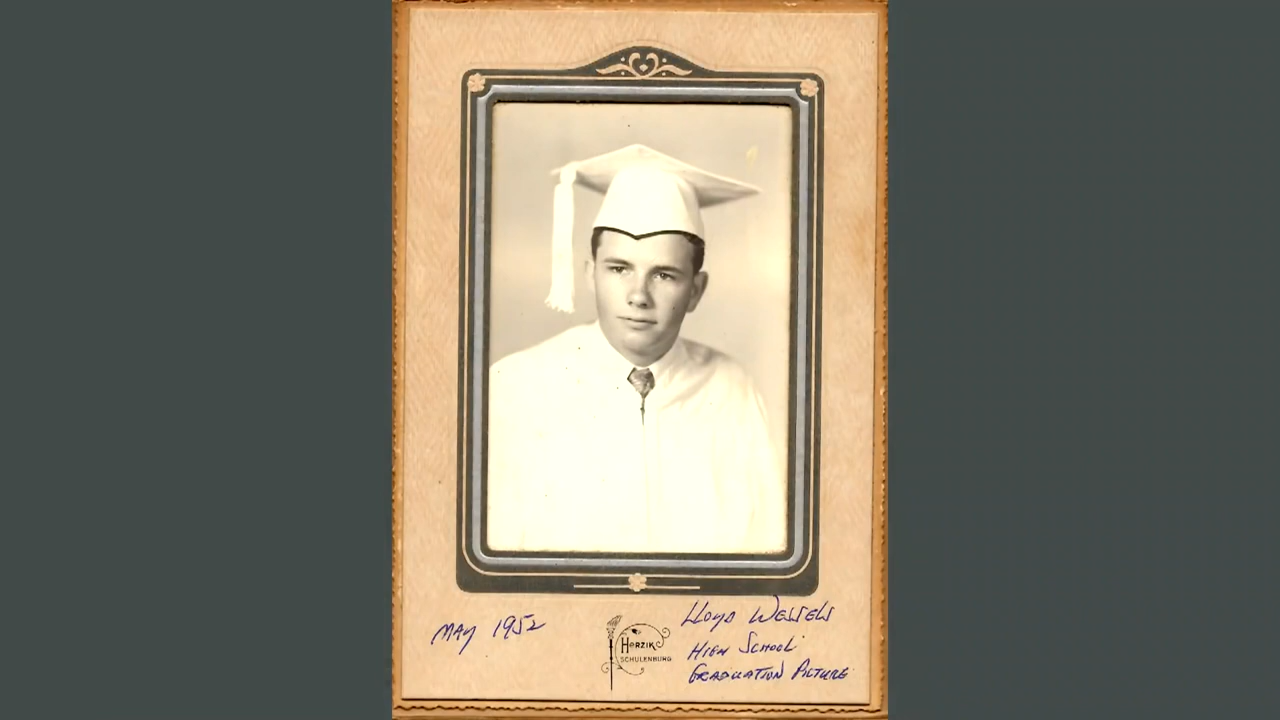 MAY 1952
HERZIK
SCHULENBURG
LLOYD WESSELS
HIGH SCHOOL
GRADUATION PICTURE